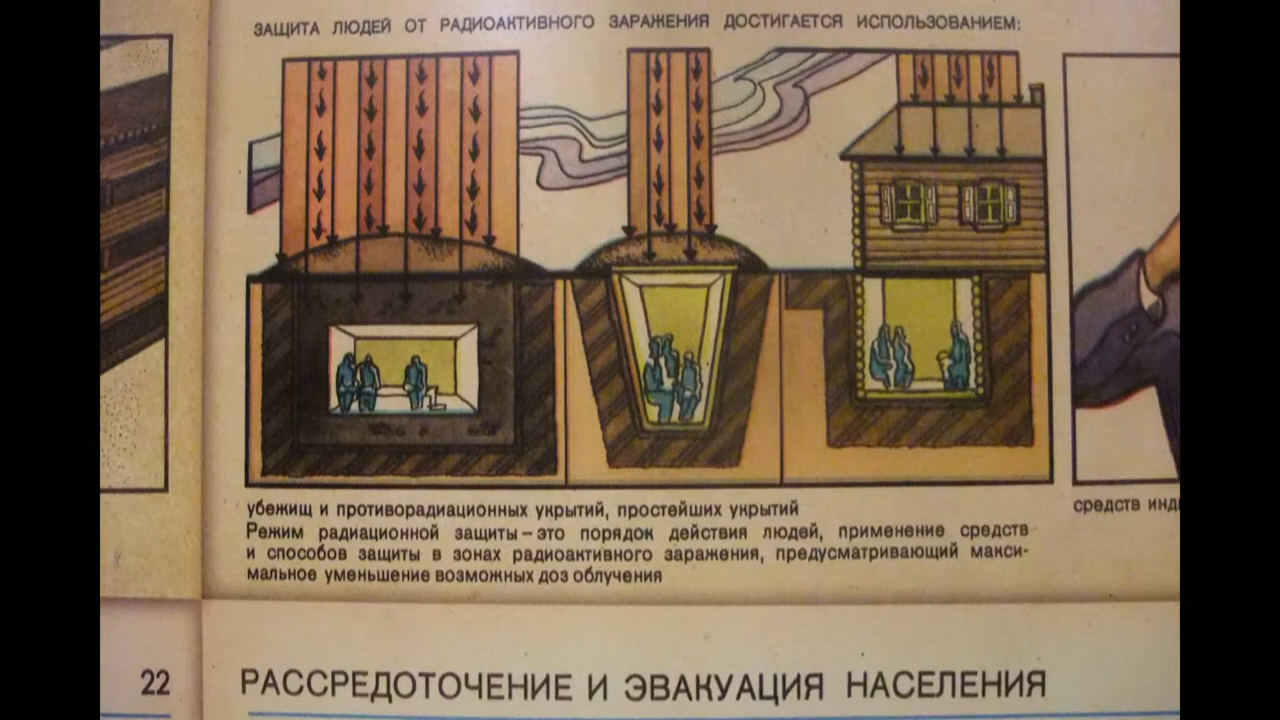 ЗАЩИТА ЛЮДЕЙ ОТ РАДИОАКТИВНОГО ЗАРАЖЕНИЯ ДОСТИГАЕТСЯ ИСПОЛЬЗОВАНИЕМ:
убежищ и противорадиационных укрытий, простейших укрытий
Режим радиационной защиты – это порядок действия людей, применение средств
и способов защиты в зонах радиоактивного заражения, предусматривающий макси-
мальное уменьшение возможных доз облучения
средств инд
22 РАССРЕДОТОЧЕНИЕ И ЭВАКУАЦИЯ НАСЕЛЕНИЯ